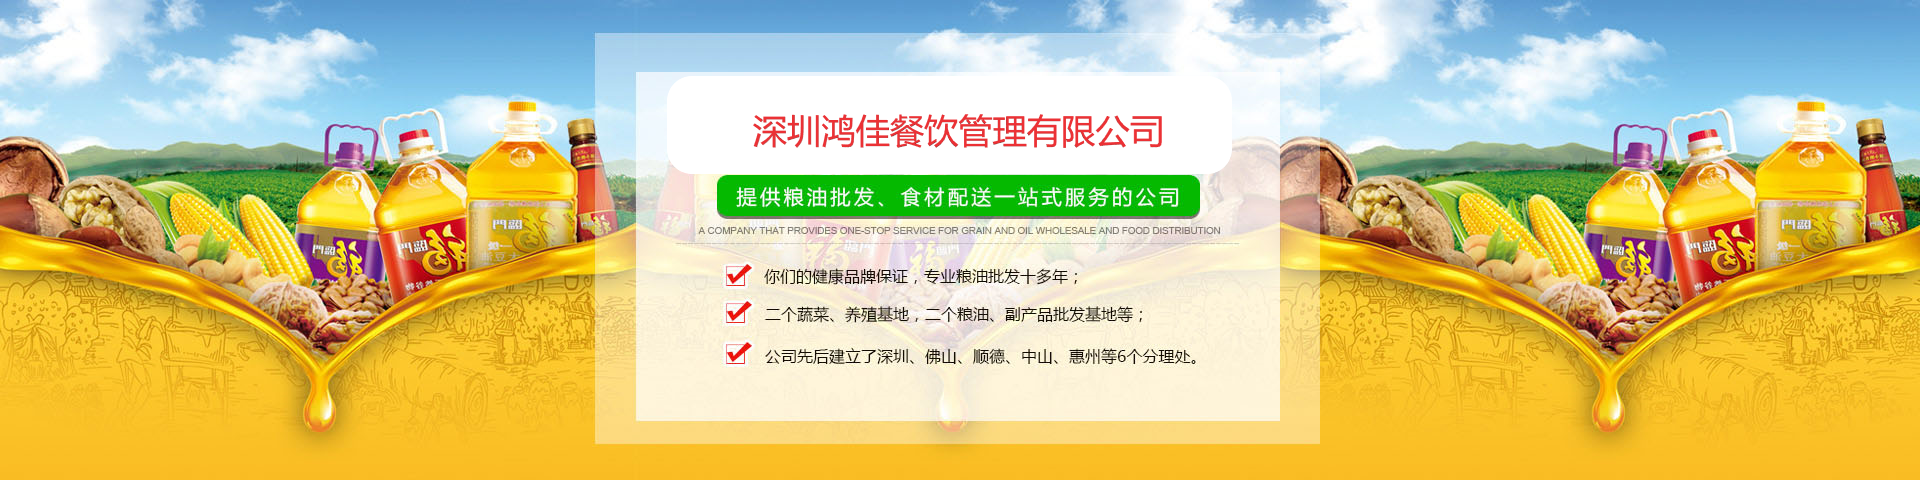 深圳鸿佳餐饮管理有限公司
提供粮油批发、食材配送一站式服务的公司
A COMPANY THAT PROVIDES ONE-STOP SERVICE FOR GRAIN AND OIL WHOLESALE AND FOOD DISTRIBUTION
你们的健康品牌保证，专业粮油批发十多年；
二个蔬菜、养殖基地，二个粮油、副产品批发基地等；
公司先后建立了深圳、佛山、顺德、中山、惠州等6个分理处。